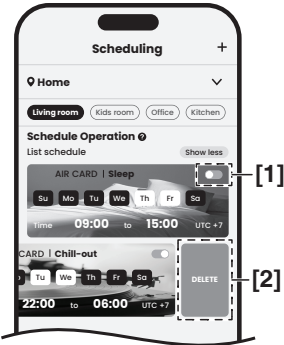 Scheduling +
Home
Living room Kids room Office Kitchen
Schedule Operation ?
List schedule Show less
AIR CARD | Sleep
[1]
Su Mo Tu We Th Fr Sa
Time 09:00 to 15:00 UTC +7
CARD | Chill-out
Tu We Th Fr Sa
DELETE
[2]
22:00 to 06:00 UTC +7